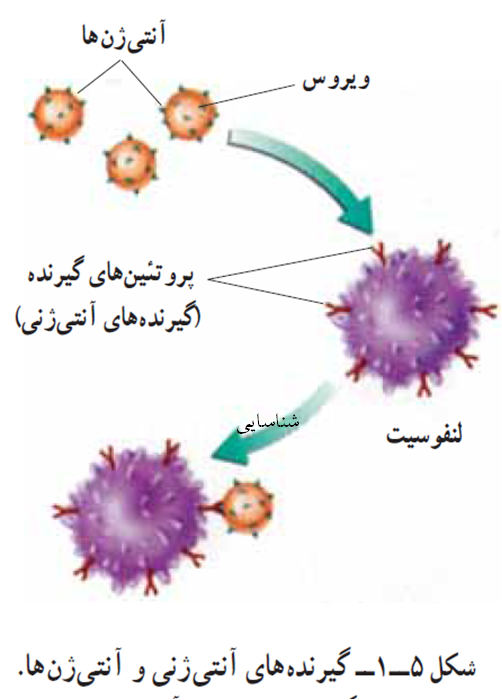 آنتی‌ژن‌ها
ویروس
پروتئین‌های گیرنده
(گیرنده‌های آنتی‌ژنی)
لنفوسیت
شناسایی
شکل ۵ــ۱ــ گیرنده‌های آنتی‌ژنی و آنتی‌ژن‌ها.